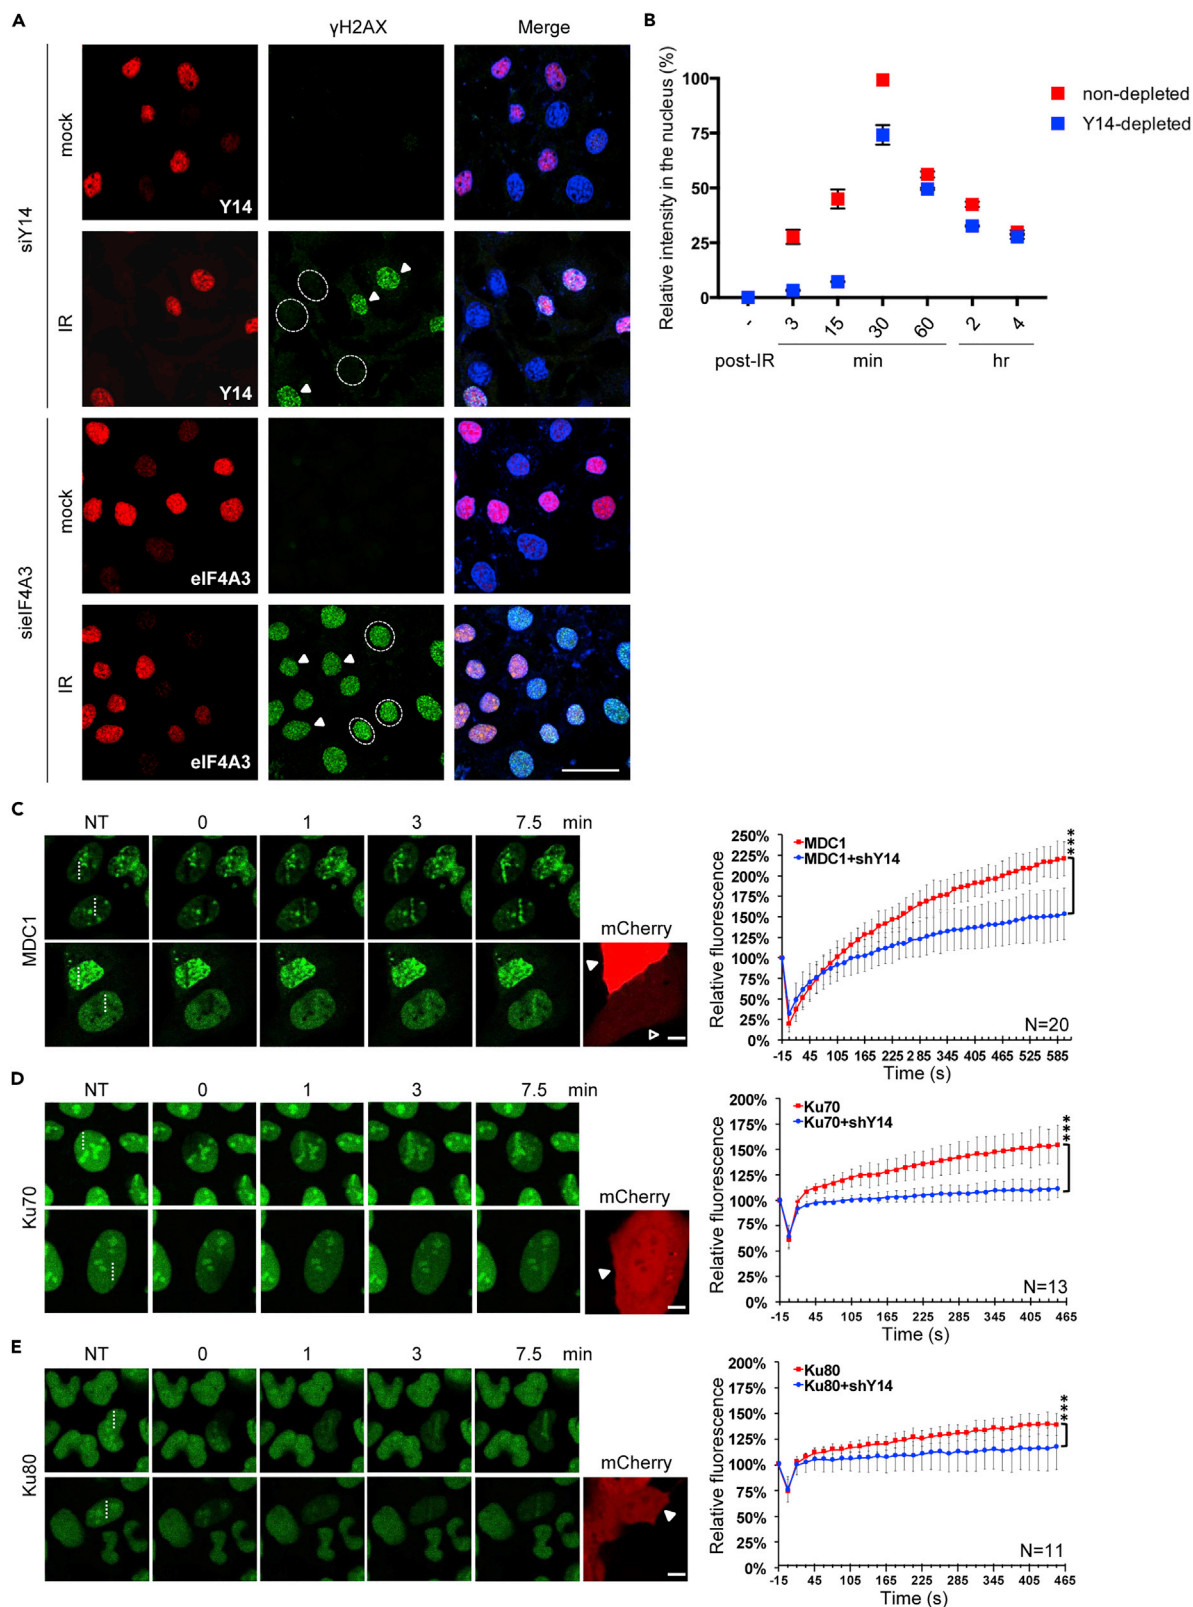 A
γH2AX
Merge
siY14
mock
Y14
IR
Y14
sieIF4A3
mock
eIF4A3
IR
eIF4A3
B
Relative intensity in the nucleus (%)
100
75
50
25
0
- 3 15 30 60 2 4
post-IR min hr
non-depleted
Y14-depleted
C
NT 0 1 3 7.5 min
MDC1
mCherry
MDC1
MDC1+shY14
***
Relative fluorescence
250%
225%
200%
175%
150%
125%
100%
75%
50%
25%
0%
N=20
-15 45 105 165 225 2 85 345 405 465 525 585
Time (s)
D
NT 0 1 3 7.5 min
Ku70
mCherry
Ku70
Ku70+shY14
***
Relative fluorescence
200%
175%
150%
125%
100%
75%
50%
25%
0%
N=13
-15 45 105 165 225 285 345 405 465
Time (s)
E
NT 0 1 3 7.5 min
Ku80
mCherry
Ku80
Ku80+shY14
***
Relative fluorescence
200%
175%
150%
125%
100%
75%
50%
25%
0%
N=11
-15 45 105 165 225 285 345 405 465
Time (s)